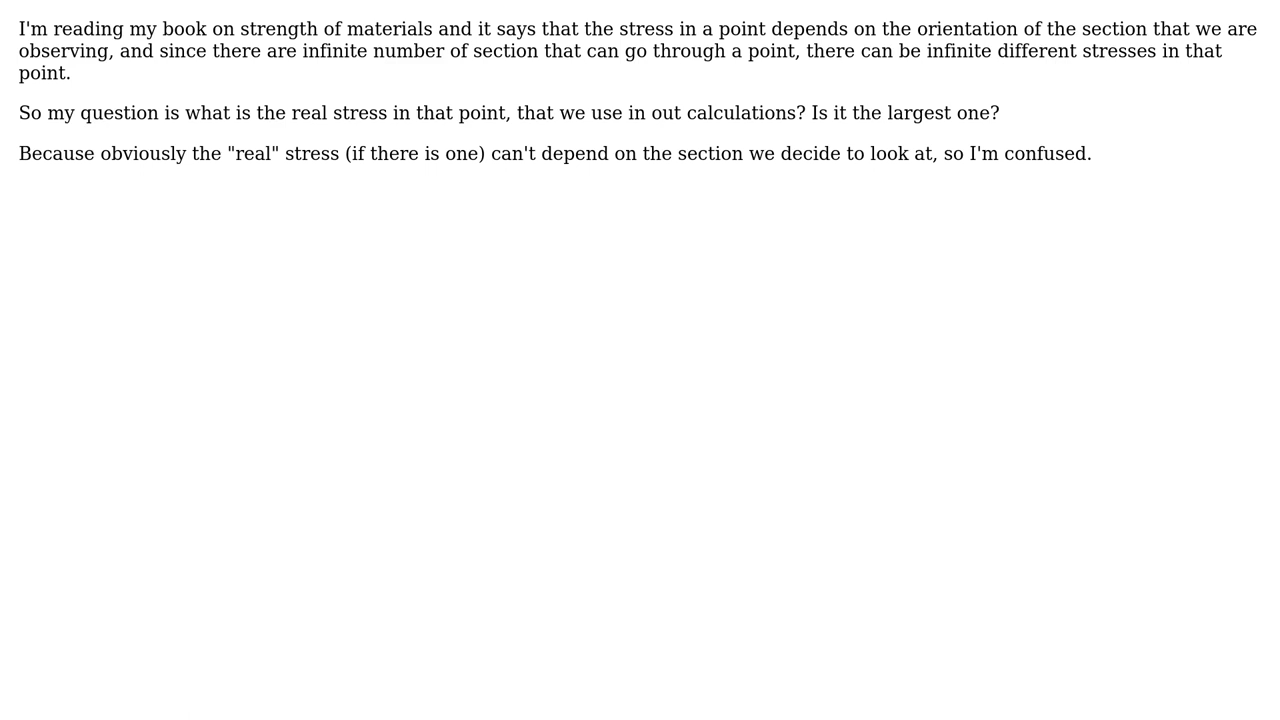 I'm reading my book on strength of materials and it says that the stress in a point depends on the orientation of the section that we are
observing, and since there are infinite number of section that can go through a point, there can be infinite different stresses in that
point.
So my question is what is the real stress in that point, that we use in out calculations? Is it the largest one?
Because obviously the "real" stress (if there is one) can't depend on the section we decide to look at, so I'm confused.